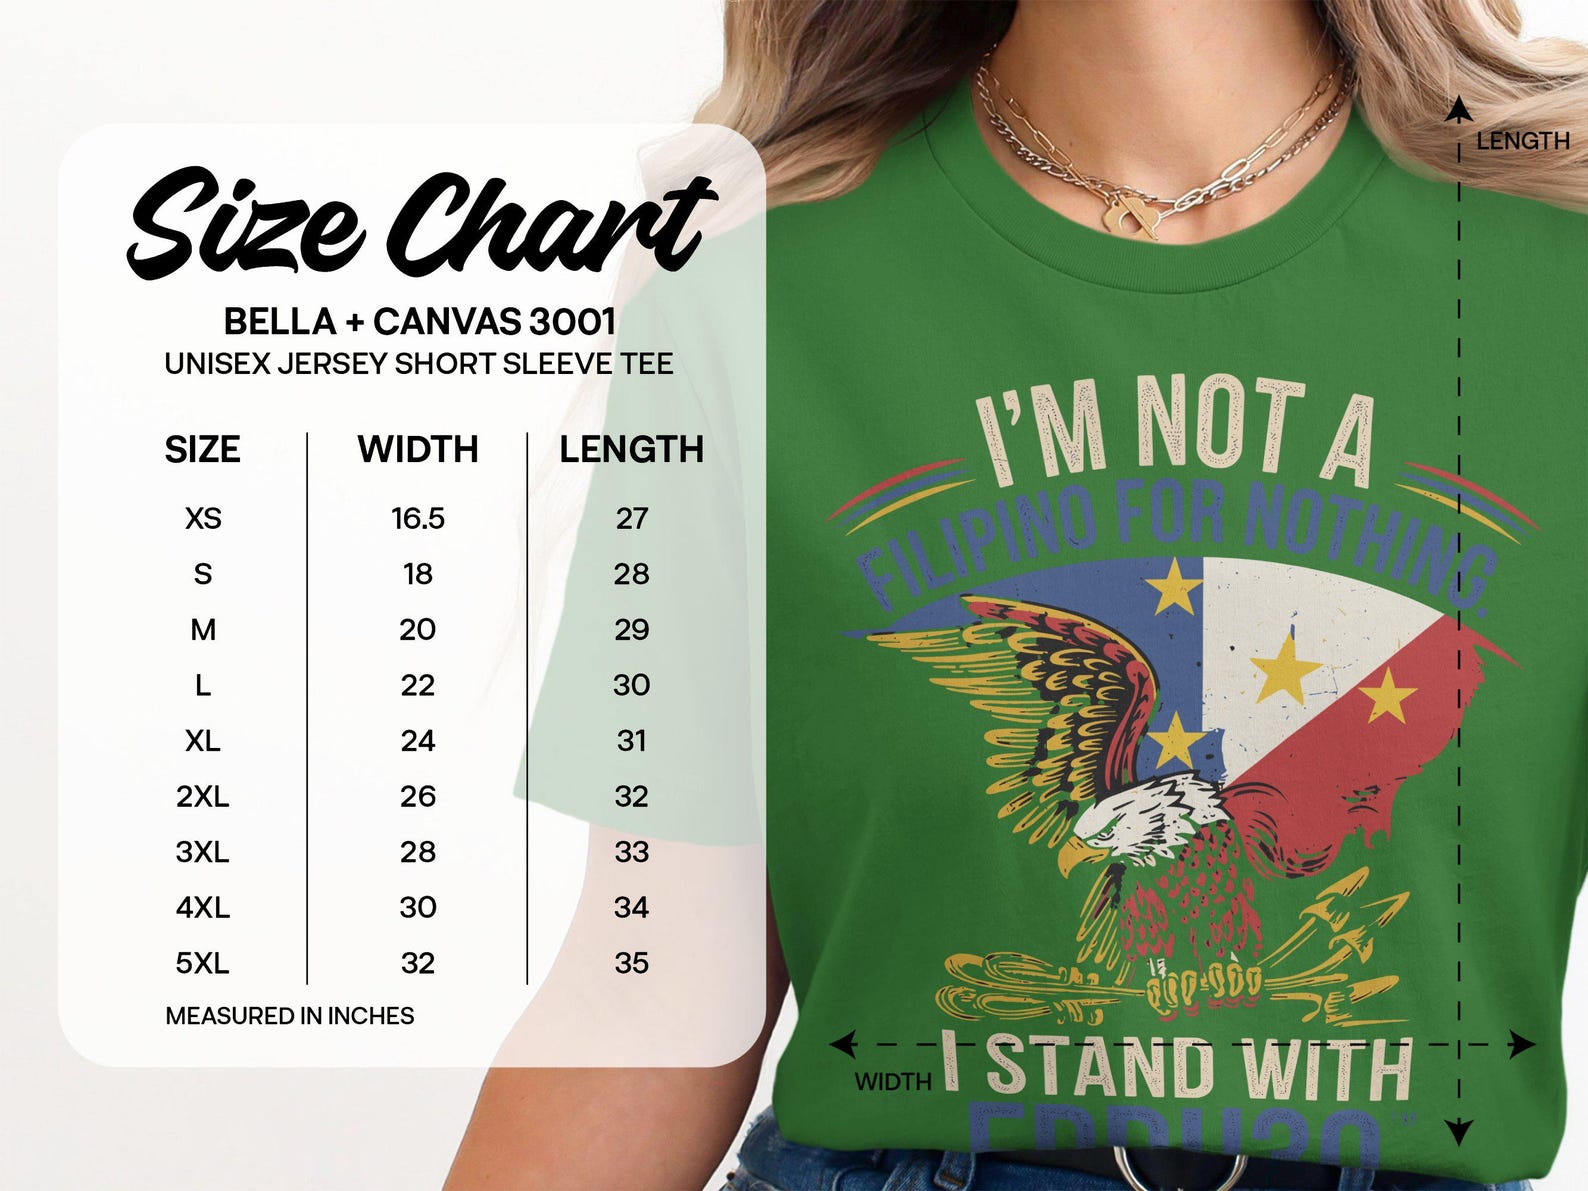 Size Chart
BELLA + CANVAS 3001
UNISEX JERSEY SHORT SLEEVE TEE
SIZE WIDTH LENGTH
XS 16.5 27
S 18 28
M 20 29
L 22 30
XL 24 31
2XL 26 32
3XL 28 33
4XL 30 34
5XL 32 35
MEASURED IN INCHES
LENGTH
I'M NOT A
FILIPINO FOR NOTHING.
I STAND WITH
WIDTH